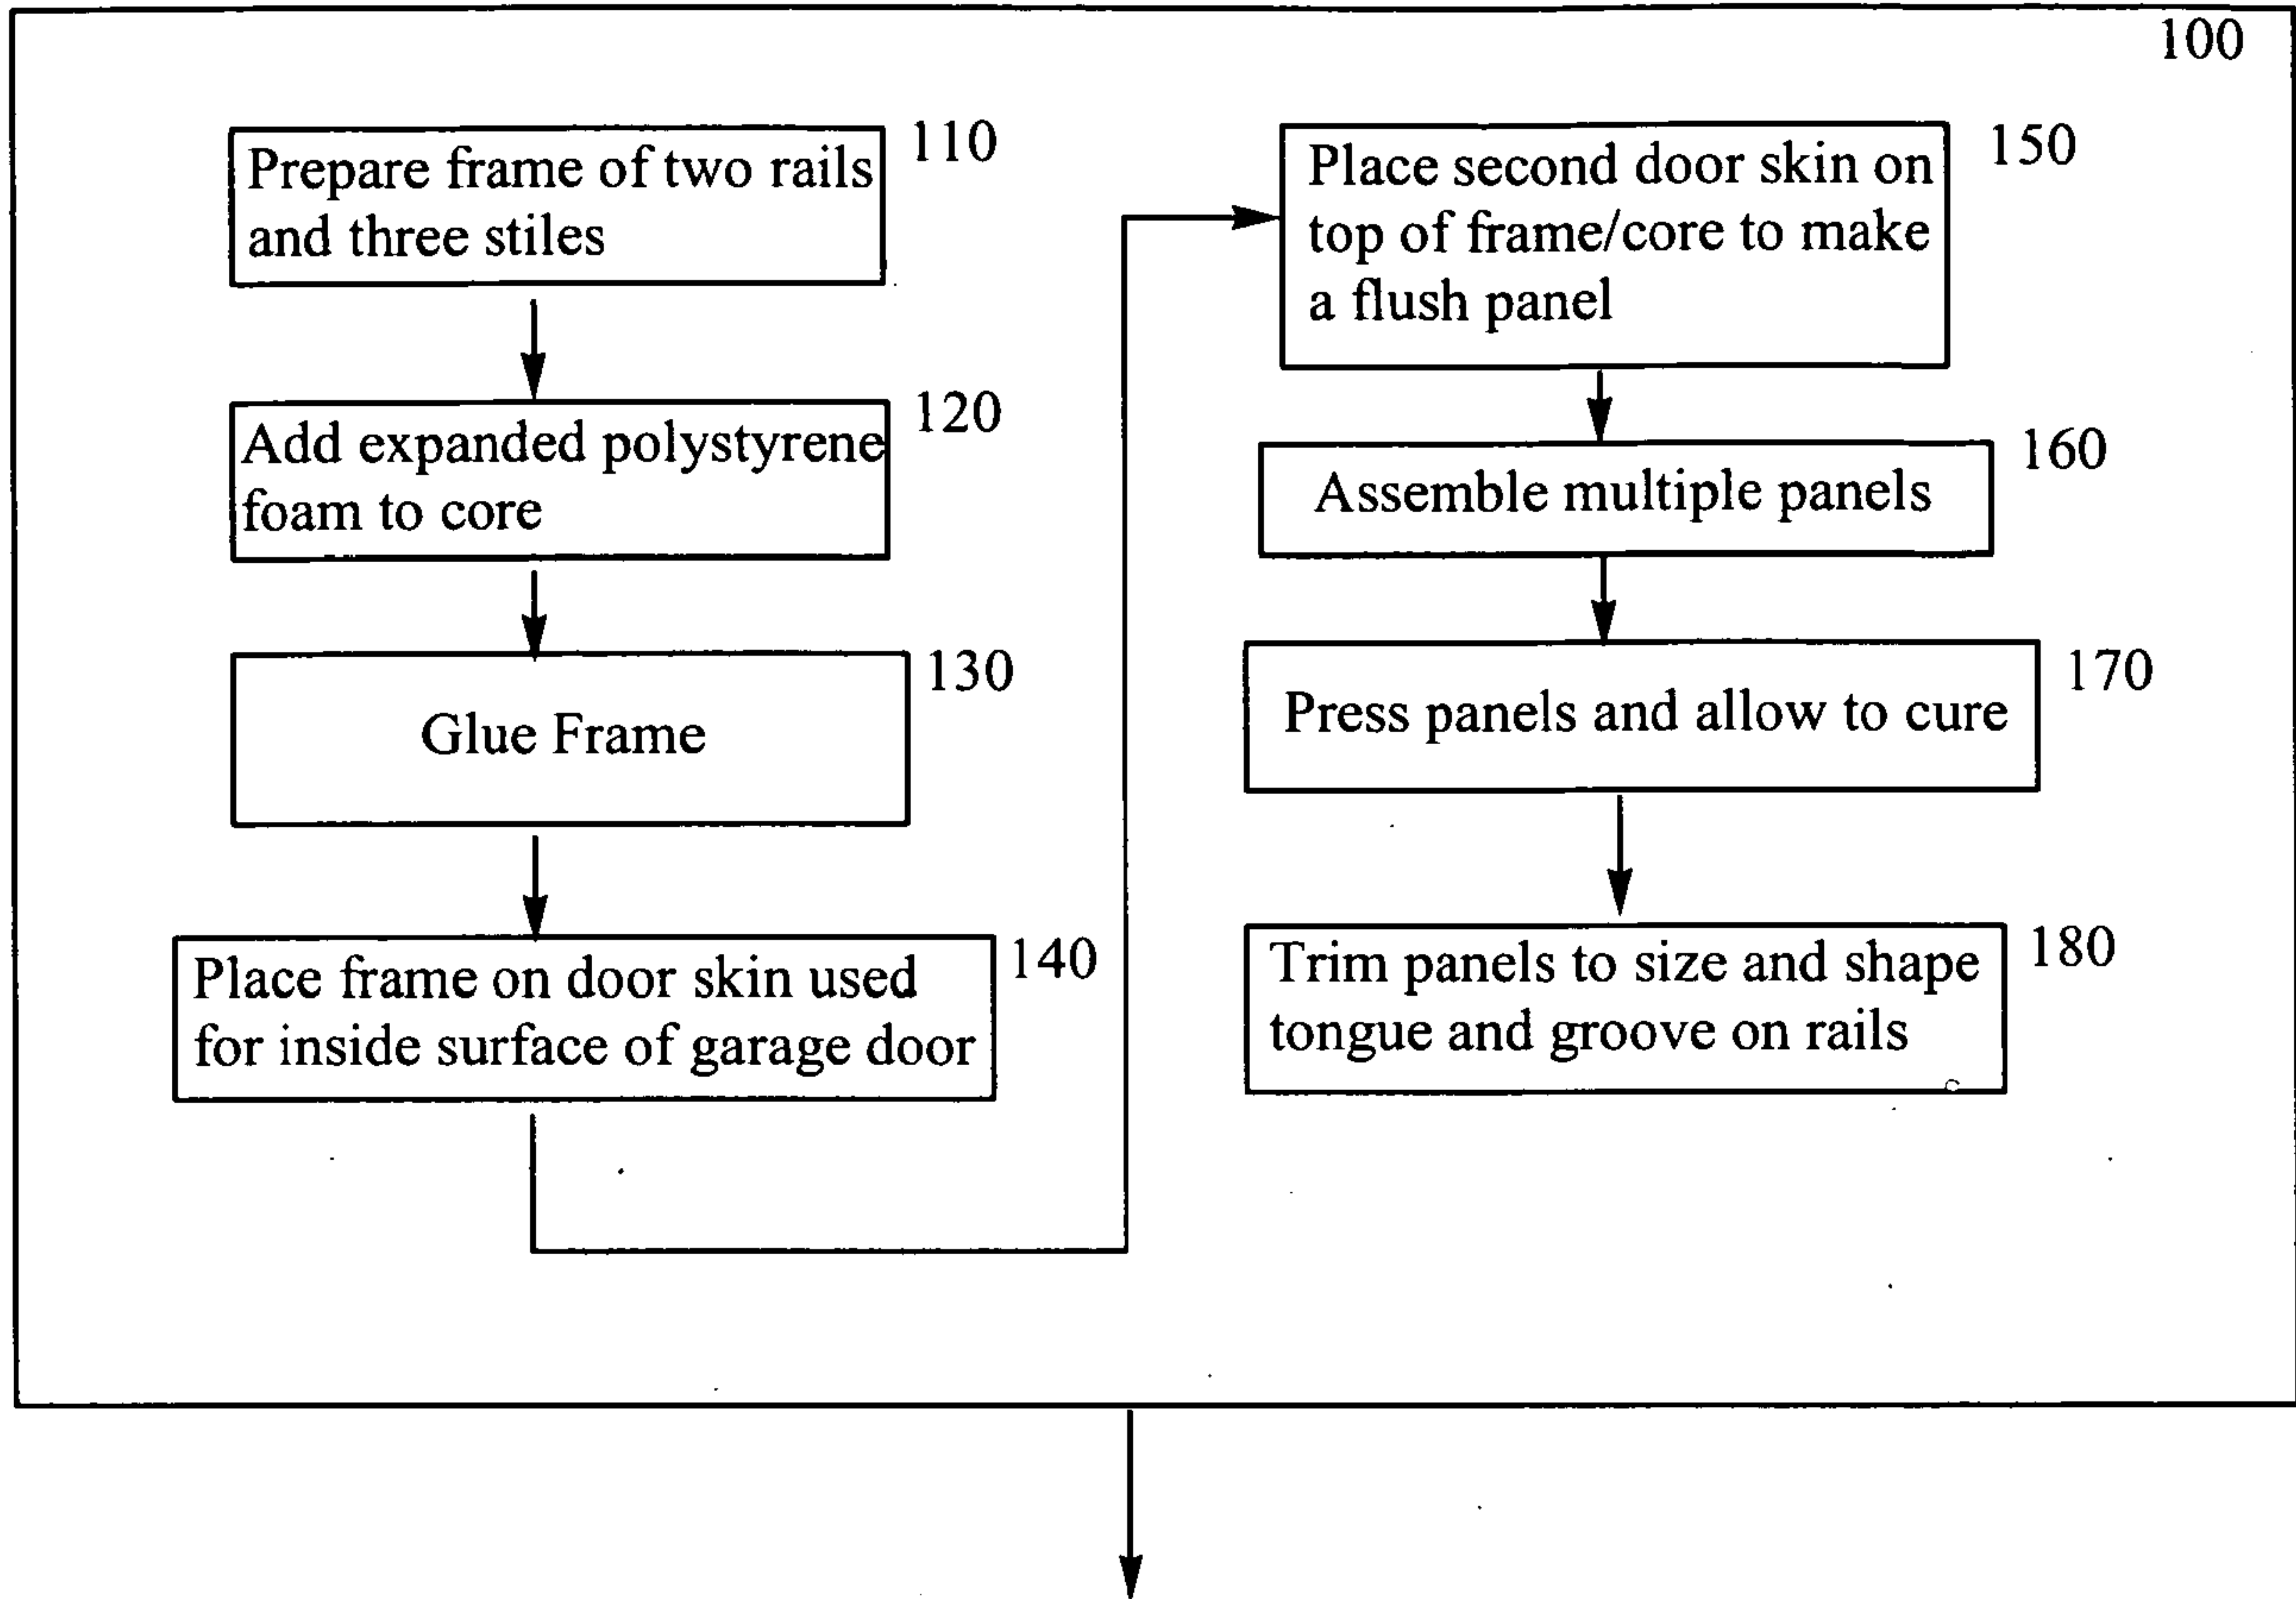 100
Prepare frame of two rails
and three stiles
110
Add expanded polystyrene
foam to core
120
Glue Frame
130
Place frame on door skin used
for inside surface of garage door
140
Place second door skin on
top of frame/core to make
a flush panel
150
Assemble multiple panels
160
Press panels and allow to cure
170
Trim panels to size and shape
tongue and groove on rails
180